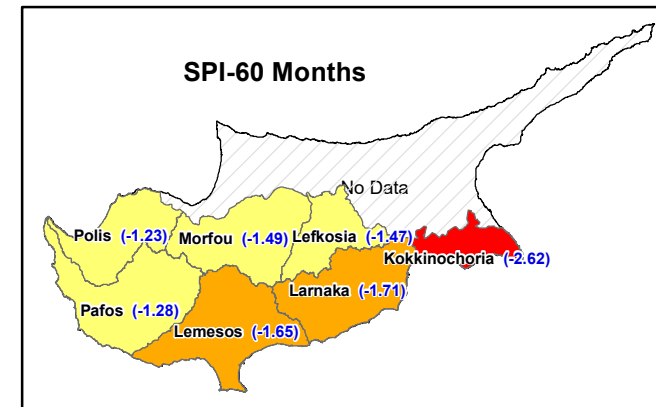 SPI-60 Months
No Data
Polis (-1.23)
Morfou (-1.49)
Lefkosia (-1.47)
Kokkinochoria (-2.62)
Larnaka (-1.71)
Pafos (-1.28)
Lemesos (-1.65)